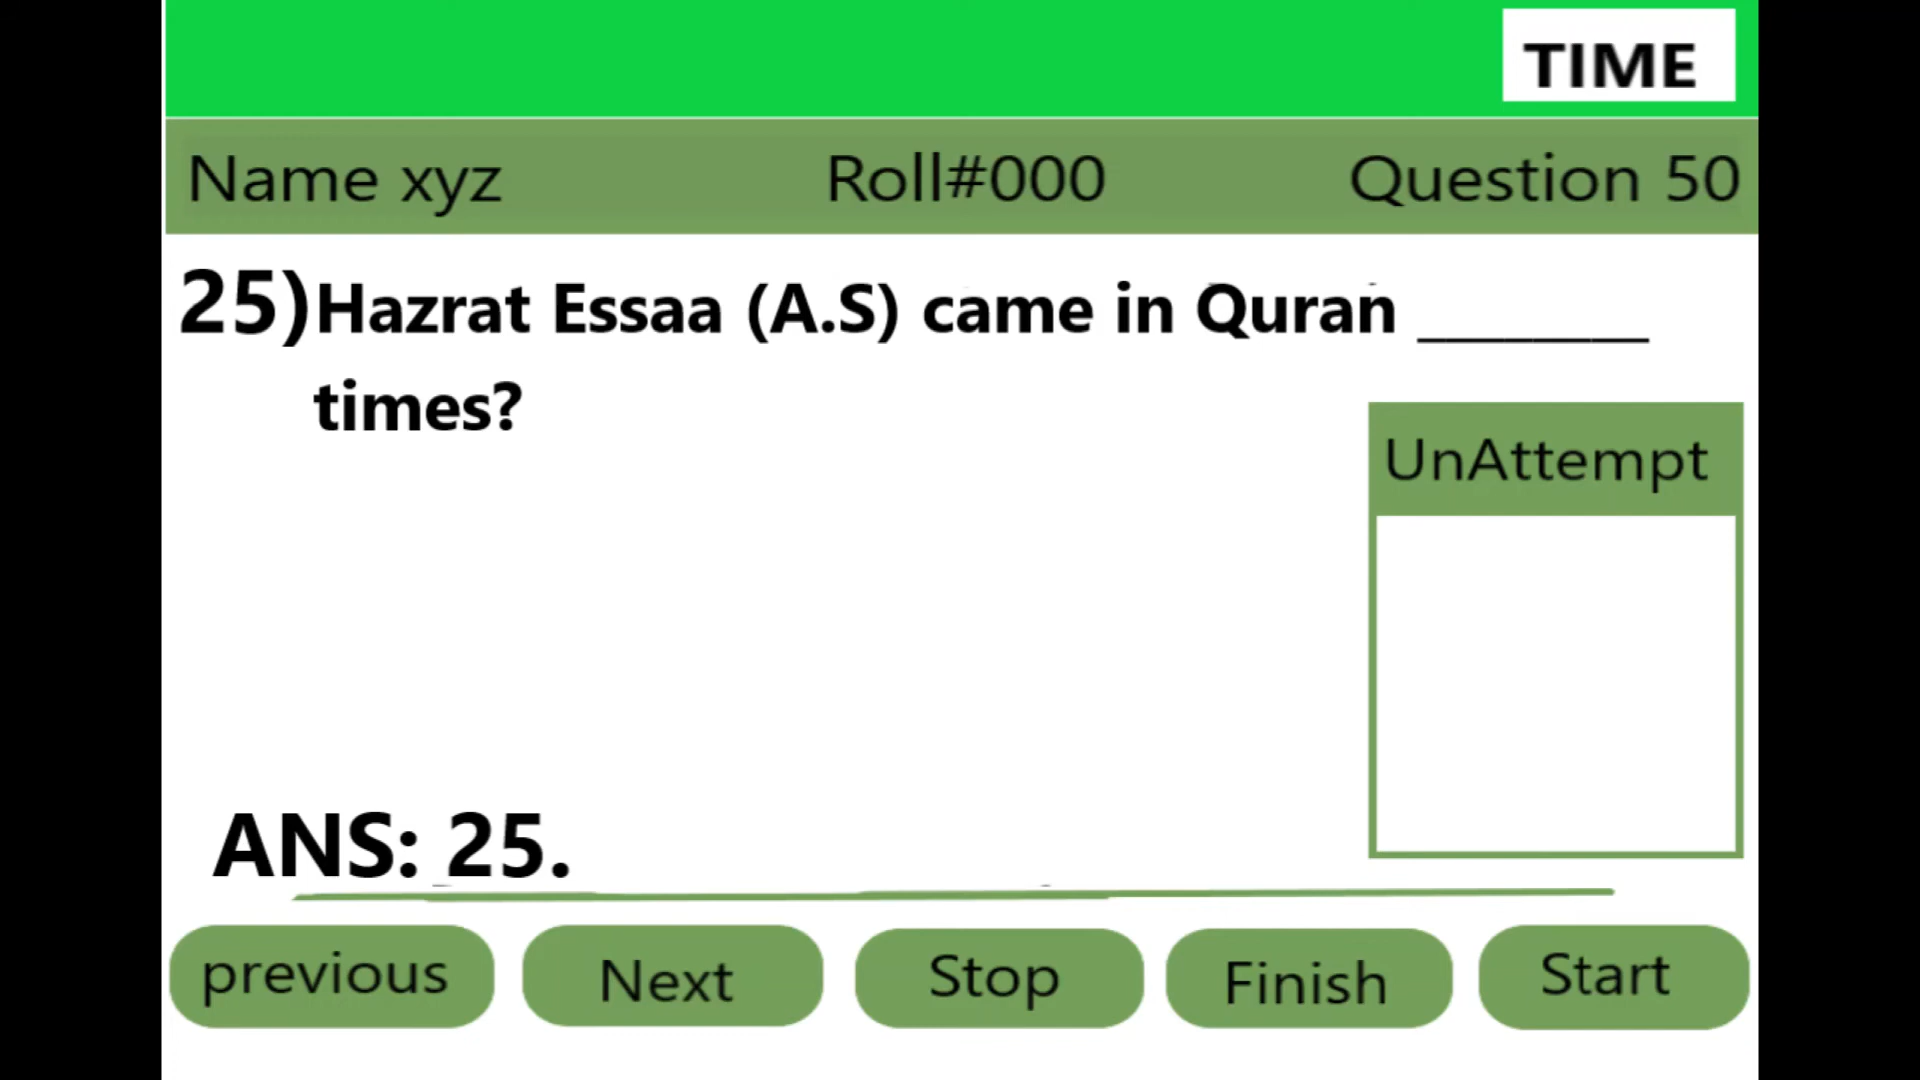 TIME
Name xyz Roll#000 Question 50
25)Hazrat Essaa (A.S) came in Quran ________
times?
UnAttempt
ANS: 25.
previous Next Stop Finish Start